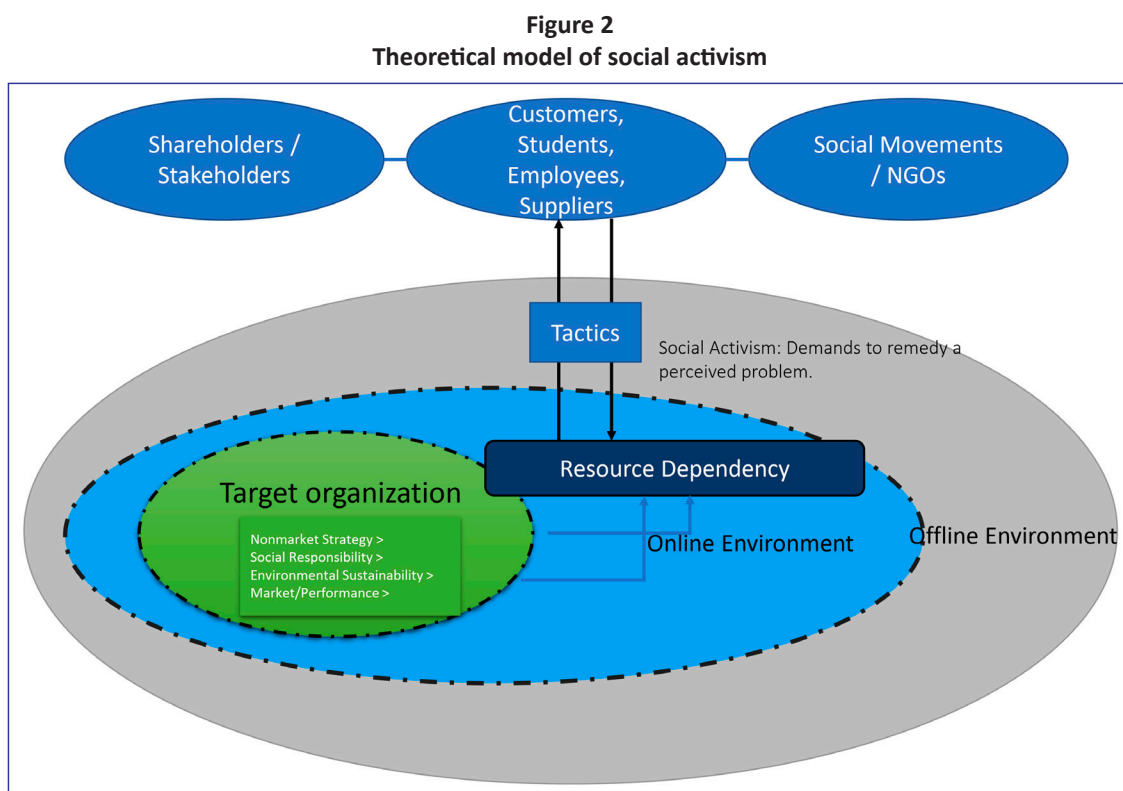 Figure 2
Theoretical model of social activism
Shareholders /
Stakeholders
Customers,
Students,
Employees,
Suppliers
Social Movements
/ NGOs
Tactics
Social Activism: Demands to remedy a
perceived problem.
Resource Dependency
Target organization
Nonmarket Strategy >
Social Responsibility >
Environmental Sustainability >
Market/Performance >
Online Environment
Offline Environment